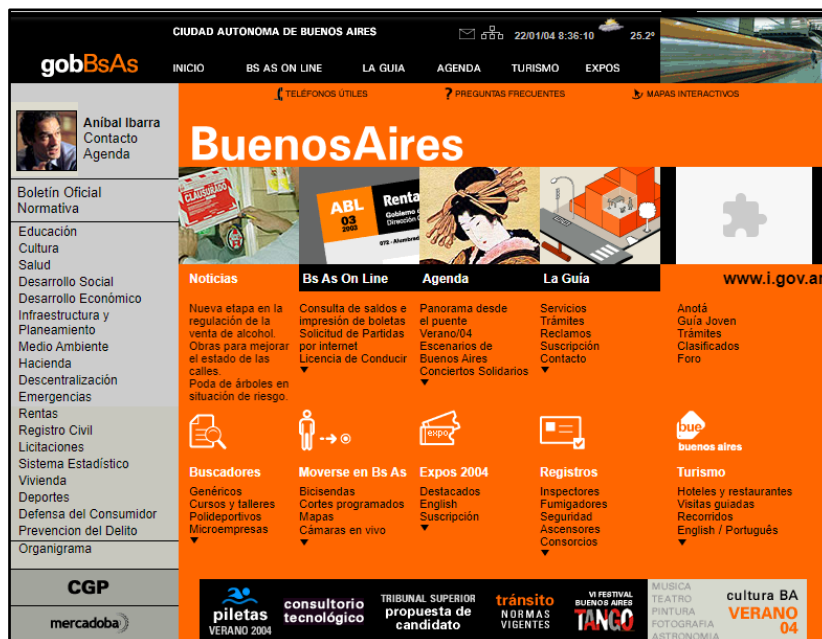 CIUDAD AUTONOMA DE BUENOS AIRES
22/01/04 8:36:10
25.2º
gobBsAs
INICIO
BS AS ON LINE
LA GUIA
AGENDA
TURISMO
EXPOS
TELÉFONOS ÚTILES
? PREGUNTAS FRECUENTES
MAPAS INTERACTIVOS
Aníbal Ibarra
Contacto
Agenda
Boletín Oficial
Normativa
Educación
Cultura
Salud
Desarrollo Social
Desarrollo Económico
Infraestructura y
Planeamiento
Medio Ambiente
Hacienda
Descentralización
Emergencias
Rentas
Registro Civil
Licitaciones
Sistema Estadístico
Vivienda
Deportes
Defensa del Consumidor
Prevencion del Delito
Organigrama
CGP
mercadoba
BuenosAires
CLAUSURADO
ABL
03
2003
Renta
Gobierno
Dirección
072 - Alumbrad
Noticias
Nueva etapa en la
regulación de la
venta de alcohol.
Obras para mejorar
el estado de las
calles.
Poda de árboles en
situación de riesgo.
Bs As On Line
Consulta de saldos e
impresión de boletas
Solicitud de Partidas
por internet
Licencia de Conducir
Agenda
Panorama desde
el puente
Verano/04
Escenarios de
Buenos Aires
Conciertos Solidarios
La Guía
Servicios
Trámites
Reclamos
Suscripción
Contacto
www.i.gov.ar
Anotá
Guía Joven
Trámites
Clasificados
Foro
Buscadores
Genéricos
Cursos y talleres
Polideportivos
Microempresas
Moverse en Bs As
Bicisendas
Cortes programados
Mapas
Cámaras en vivo
expo
Expos 2004
Destacados
English
Suscripción
Registros
Inspectores
Fumigadores
Seguridad
Ascensores
Consorcios
bue
buenos aires
Turismo
Hoteles y restaurantes
Visitas guiadas
Recorridos
English / Português
piletas
VERANO 2004
consultorio
tecnológico
TRIBUNAL SUPERIOR
propuesta de
candidato
tránsito
NORMAS
VIGENTES
VI FESTIVAL
BUENOS AIRES
TANGO
MUSICA
TEATRO
PINTURA
FOTOGRAFIA
ASTRONOMIA
cultura BA
VERANO
04